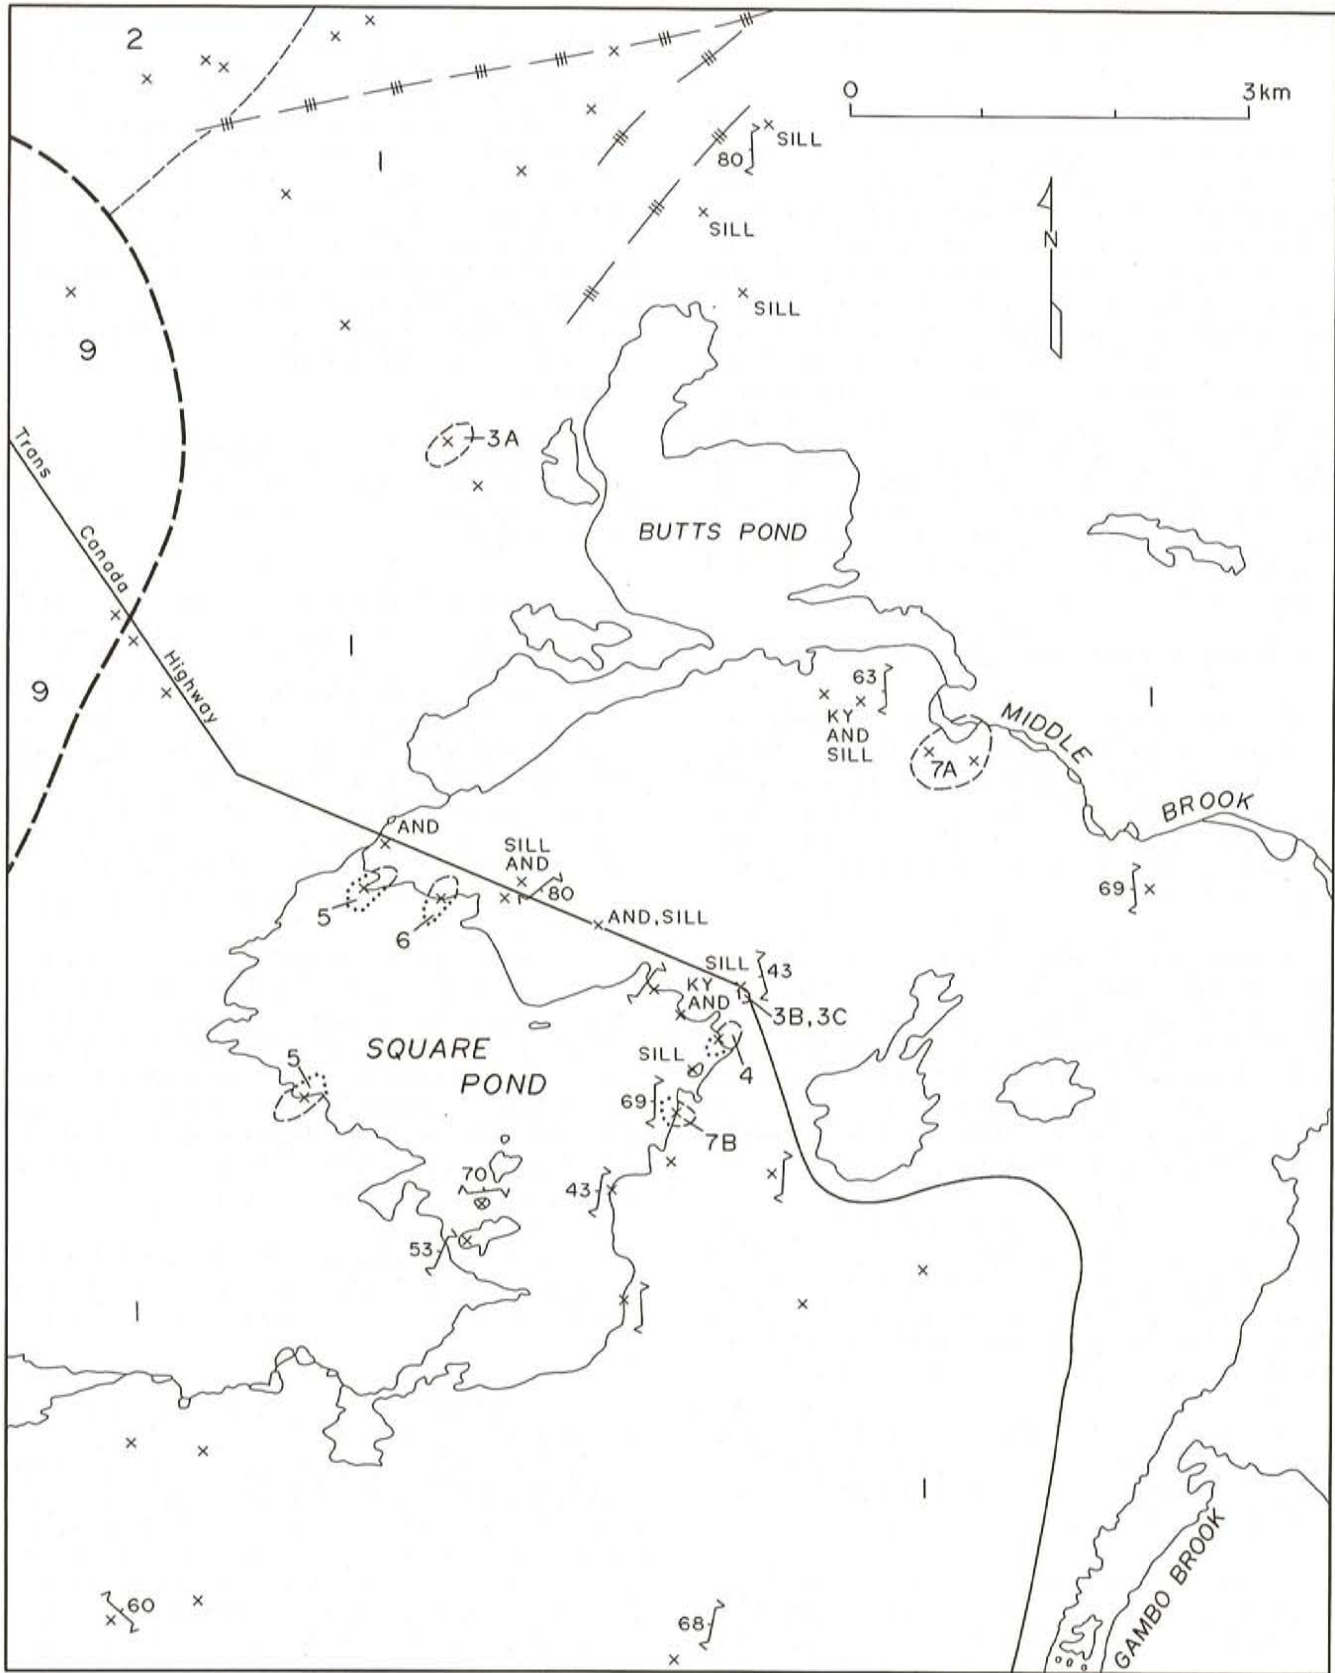 2
0
3km
SILL
80
I
SILL
N
SILL
9
3A
Trans Canada Highway
BUTTS POND
I
9
63
KY
AND
SILL
I
MIDDLE BROOK
7A
AND
SILL
AND
80
69
5
6
AND, SILL
SILL
43
KY
AND
3B, 3C
SQUARE
POND
SILL
4
5
69
7B
70
43
53
I
I
60
68
GAMBO BROOK